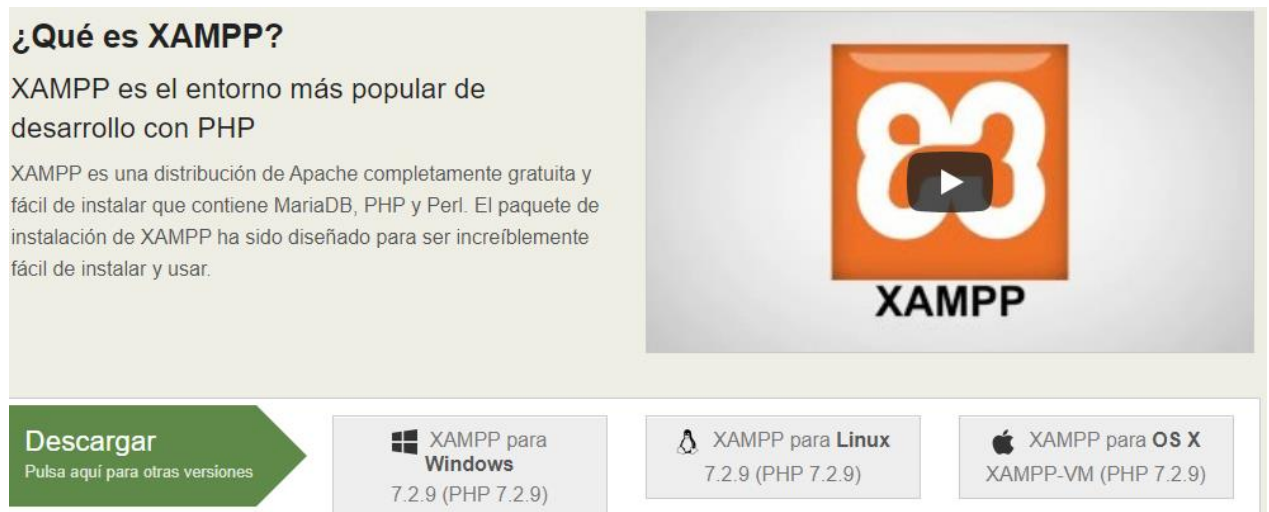 ¿Qué es XAMPP?
XAMPP es el entorno más popular de
desarrollo con PHP
XAMPP es una distribución de Apache completamente gratuita y
fácil de instalar que contiene MariaDB, PHP y Perl. El paquete de
instalación de XAMPP ha sido diseñado para ser increíblemente
fácil de instalar y usar.
XAMPP
Descargar
Pulsa aquí para otras versiones
XAMPP para
Windows
7.2.9 (PHP 7.2.9)
XAMPP para Linux
7.2.9 (PHP 7.2.9)
XAMPP para OS X
XAMPP-VM (PHP 7.2.9)